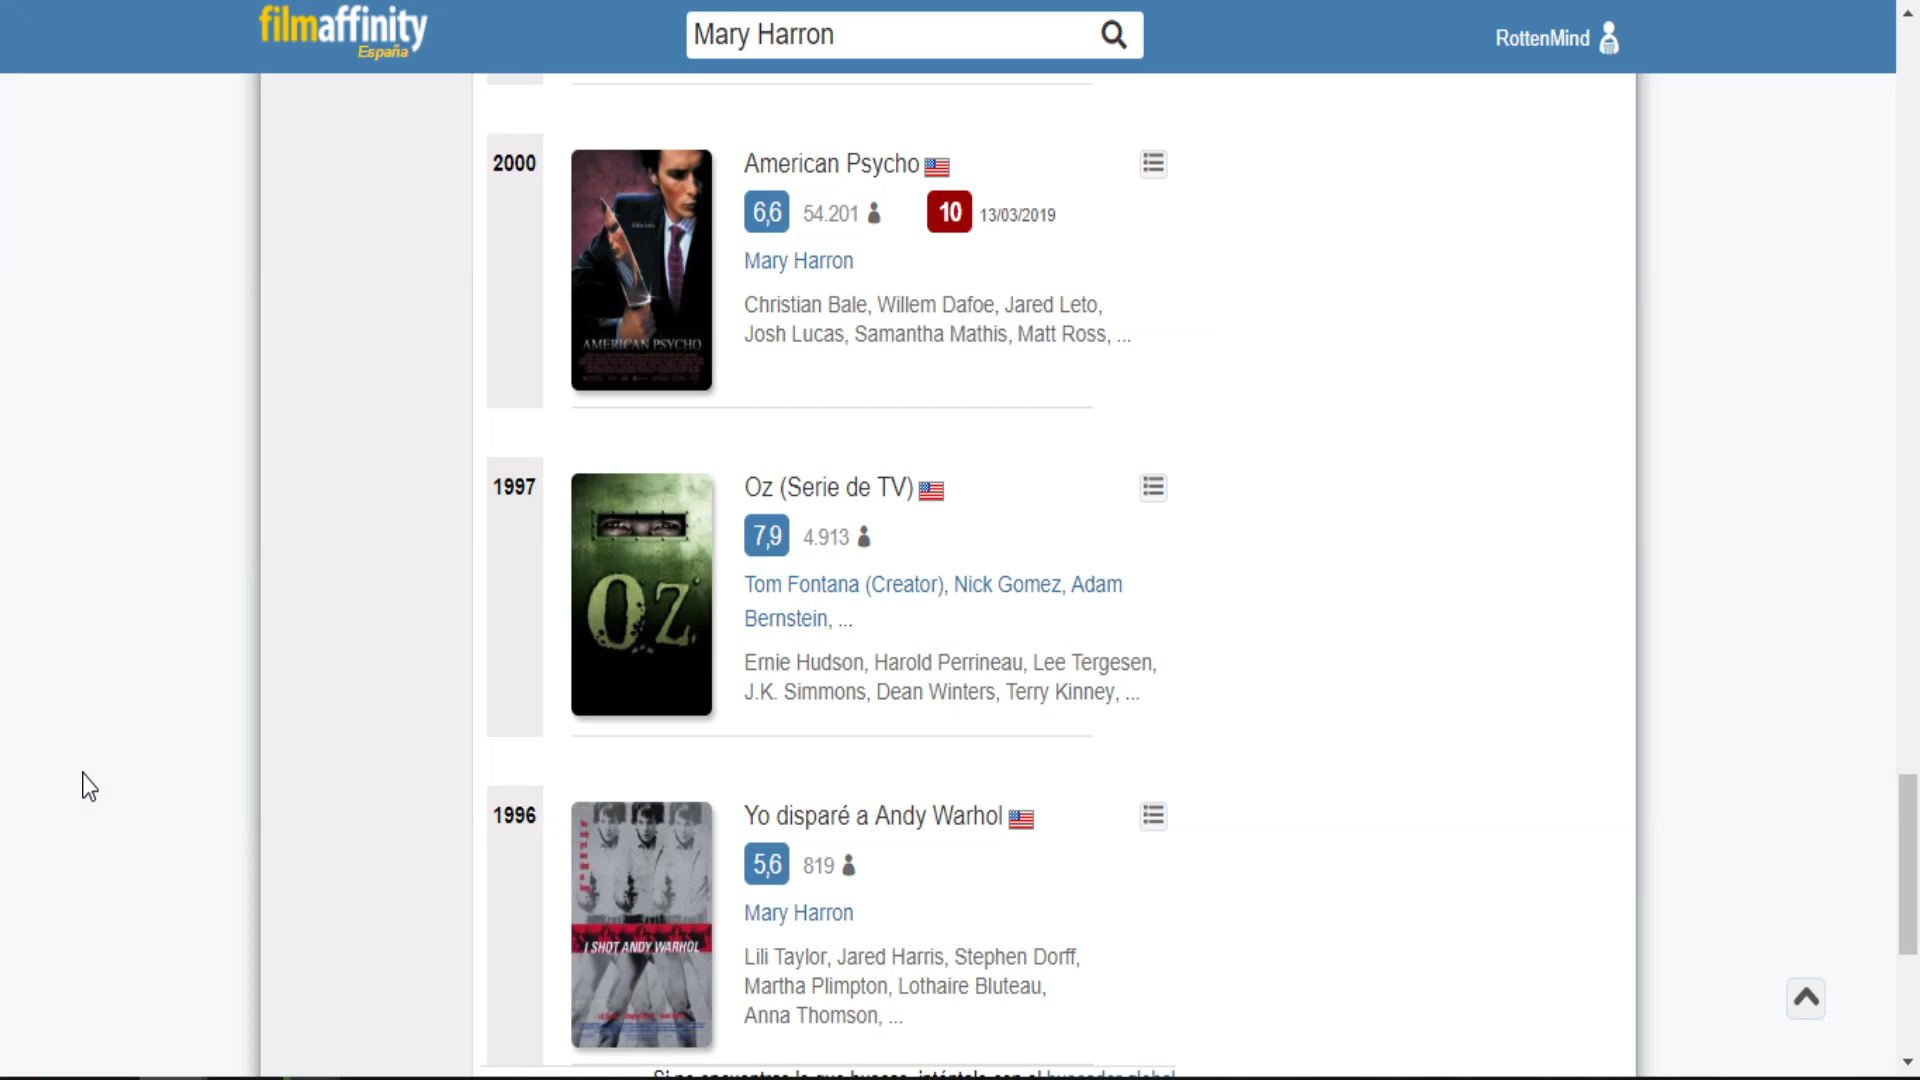 filmaffinity
España
Mary Harron
RottenMind
2000
American Psycho
6,6 54.201 10 13/03/2019
Mary Harron
Christian Bale, Willem Dafoe, Jared Leto,
Josh Lucas, Samantha Mathis, Matt Ross, ...
AMERICAN PSYCHO
1997
Oz (Serie de TV)
7,9 4.913
Tom Fontana (Creator), Nick Gomez, Adam
Bernstein, ...
Ernie Hudson, Harold Perrineau, Lee Tergesen,
J.K. Simmons, Dean Winters, Terry Kinney, ...
OZ
1996
Yo disparé a Andy Warhol
5,6 819
Mary Harron
Lili Taylor, Jared Harris, Stephen Dorff,
Martha Plimpton, Lothaire Bluteau,
Anna Thomson, ...
I SHOT ANDY WARHOL